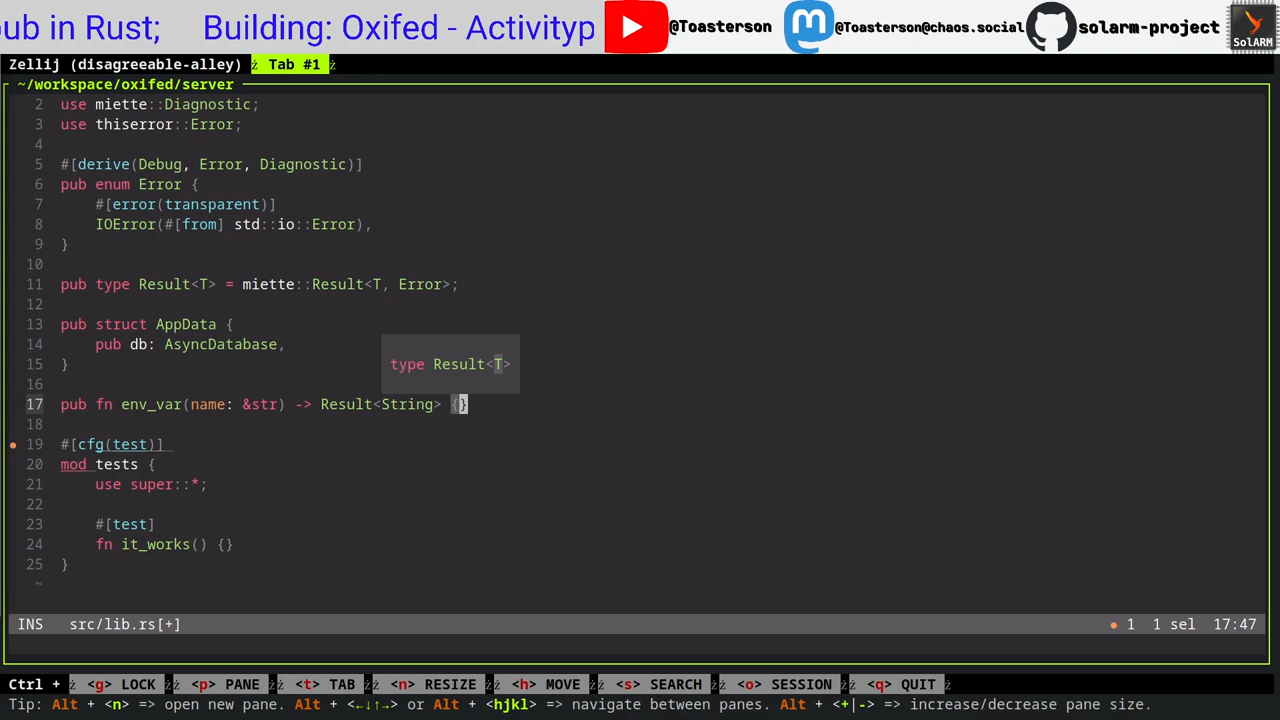 ub in Rust;     Building: Oxifed - Activityp
@Toasterson
@Toasterson@chaos.social
solarm-project
SolARM
Zellij (disagreeable-alley)  Tab #1
~/workspace/oxifed/server
2 use miette::Diagnostic;
3 use thiserror::Error;
4
5 #[derive(Debug, Error, Diagnostic)]
6 pub enum Error {
7     #[error(transparent)]
8     IOError(#[from] std::io::Error),
9 }
10
11 pub type Result<T> = miette::Result<T, Error>;
12
13 pub struct AppData {
14     pub db: AsyncDatabase,
15 }
type Result<T>
16
17 pub fn env_var(name: &str) -> Result<String> {}
18
19 #[cfg(test)]
20 mod tests {
21     use super::*;
22
23     #[test]
24     fn it_works() {}
25 }
~
INS   src/lib.rs[+]   ● 1   1 sel   17:47
Ctrl +  <g> LOCK  <p> PANE  <t> TAB  <n> RESIZE  <h> MOVE  <s> SEARCH  <o> SESSION  <q> QUIT
Tip: Alt + <n> => open new pane. Alt + <←↓↑→> or Alt + <hjkl> => navigate between panes. Alt + <+|-> => increase/decrease pane size.